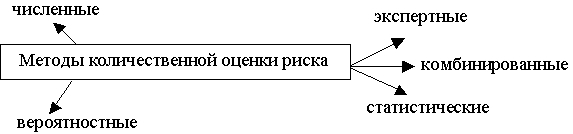 численные
экспертные
Методы количественной оценки риска
комбинированные
статистические
вероятностные